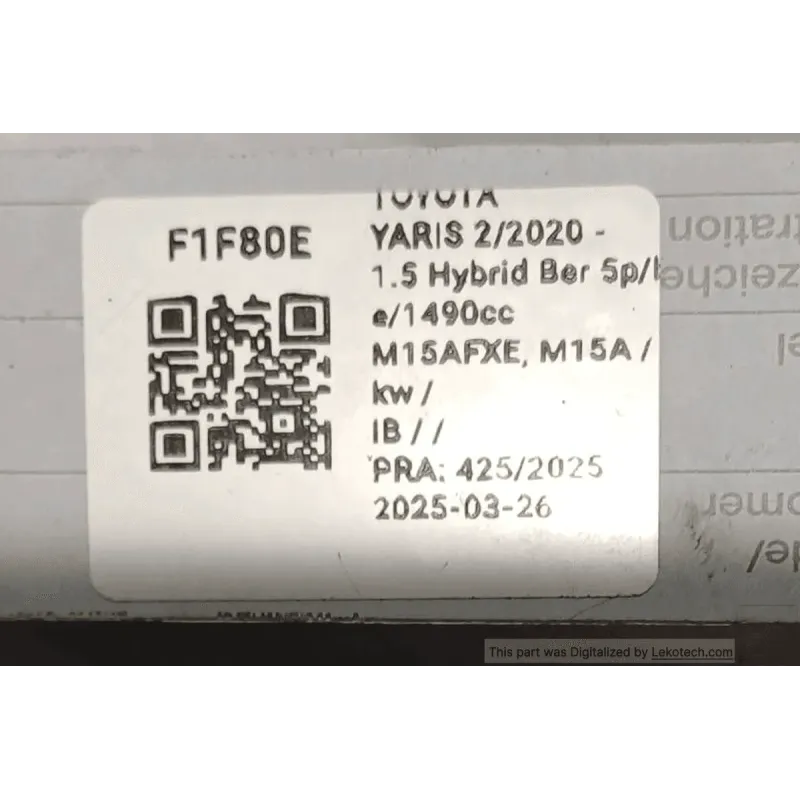 F1F80E
TOYOTA
YARIS 2/2020 -
1.5 Hybrid Ber 5p/b
e/1490cc
M15AFXE, M15A /
kw /
IB / /
PRA: 425/2025
2025-03-26
This part was Digitalized by Lekotech.com